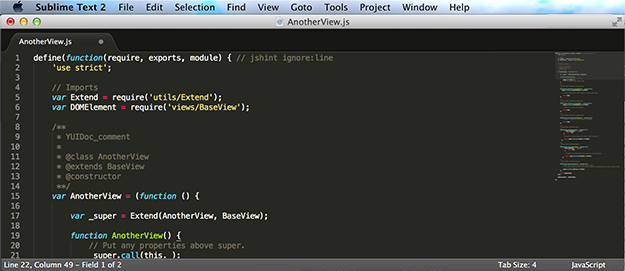 Sublime Text 2 File Edit Selection Find View Goto Tools Project Window Help
AnotherView.js
AnotherView.js
1 define(function(require, exports, module) { // jshint ignore:line
2 'use strict';
3
4 // Imports
5 var Extend = require('utils/Extend');
6 var DOMElement = require('views/BaseView');
7
8 /**
9 * YUIDoc_comment
10 *
11 * @class AnotherView
12 * @extends BaseView
13 * @constructor
14 **/
15 var AnotherView = (function () {
16
17 var _super = Extend(AnotherView, BaseView);
18
19 function AnotherView() {
20 // Put any properties above super.
21 _super.call(this, );
Line 22, Column 49 – Field 1 of 2 Tab Size: 4 JavaScript